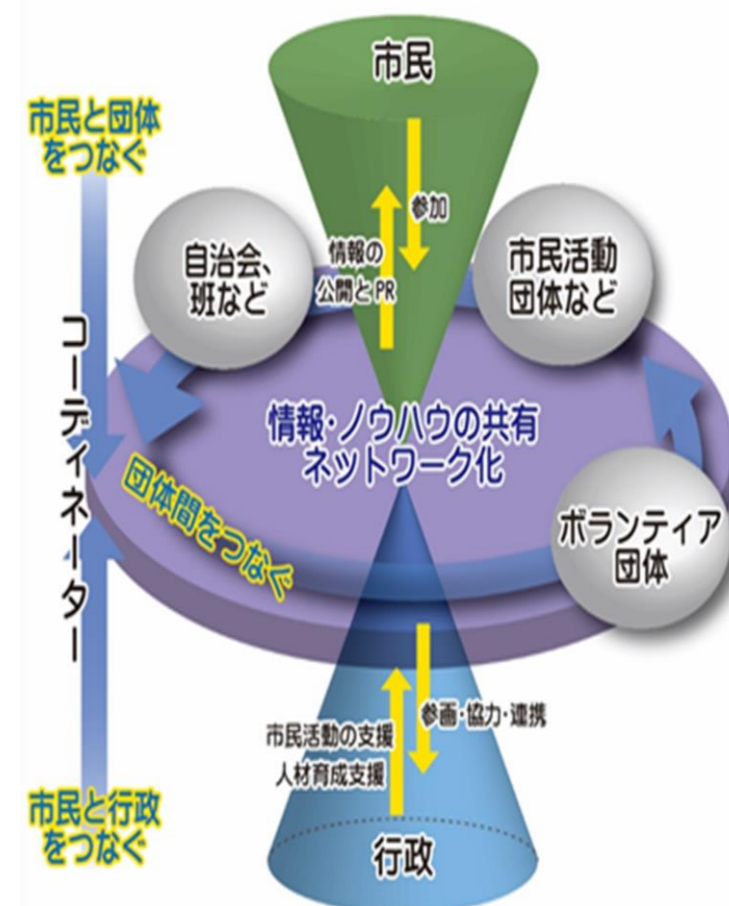 市民
市民と団体
をつなぐ
参加
情報の
公開とPR
自治会、
班など
市民活動
団体など
コーディネーター
情報・ノウハウの共有
ネットワーク化
団体間をつなぐ
ボランティア
団体
参画・協力・連携
市民活動の支援
人材育成支援
市民と行政
をつなぐ
行政